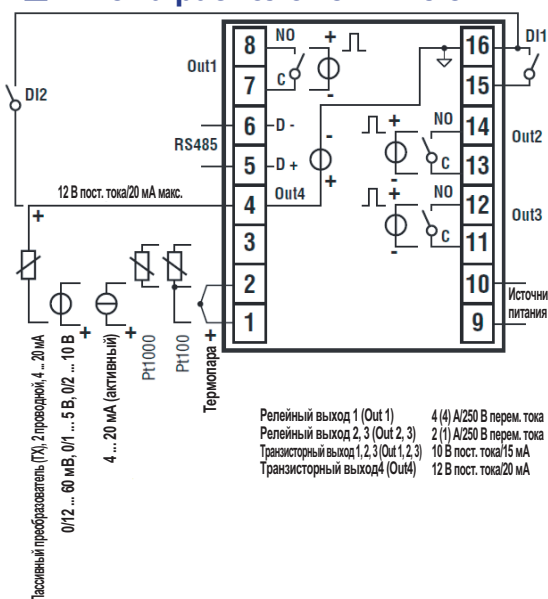 8 NO + 16 DI1
Out1
7 C - 15
DI2
6 D - - + NO 14
RS485 Out2
5 D + + - C 13
12 В пост. тока/20 мА макс. 4 Out4 + NO 12
+
Out3
3 - C 11
2 10 Источни
питания
1 9
+
+
+
Пассивный преобразователь (TX), 2 проводной, 4 ... 20 мА
0/12 ... 60 мВ, 0/1 ... 5 В, 0/2 ... 10 В
4 ... 20 мА (активный)
Pt1000
Pt100
Термопара
Релейный выход 1 (Out 1) 4 (4) А/250 В перем. тока
Релейный выход 2, 3 (Out 2, 3) 2 (1) А/250 В перем. тока
Транзисторный выход 1, 2, 3 (Out 1, 2, 3) 10 В пост. тока/15 мА
Транзисторный выход4 (Out4) 12 В пост. тока/20 мА